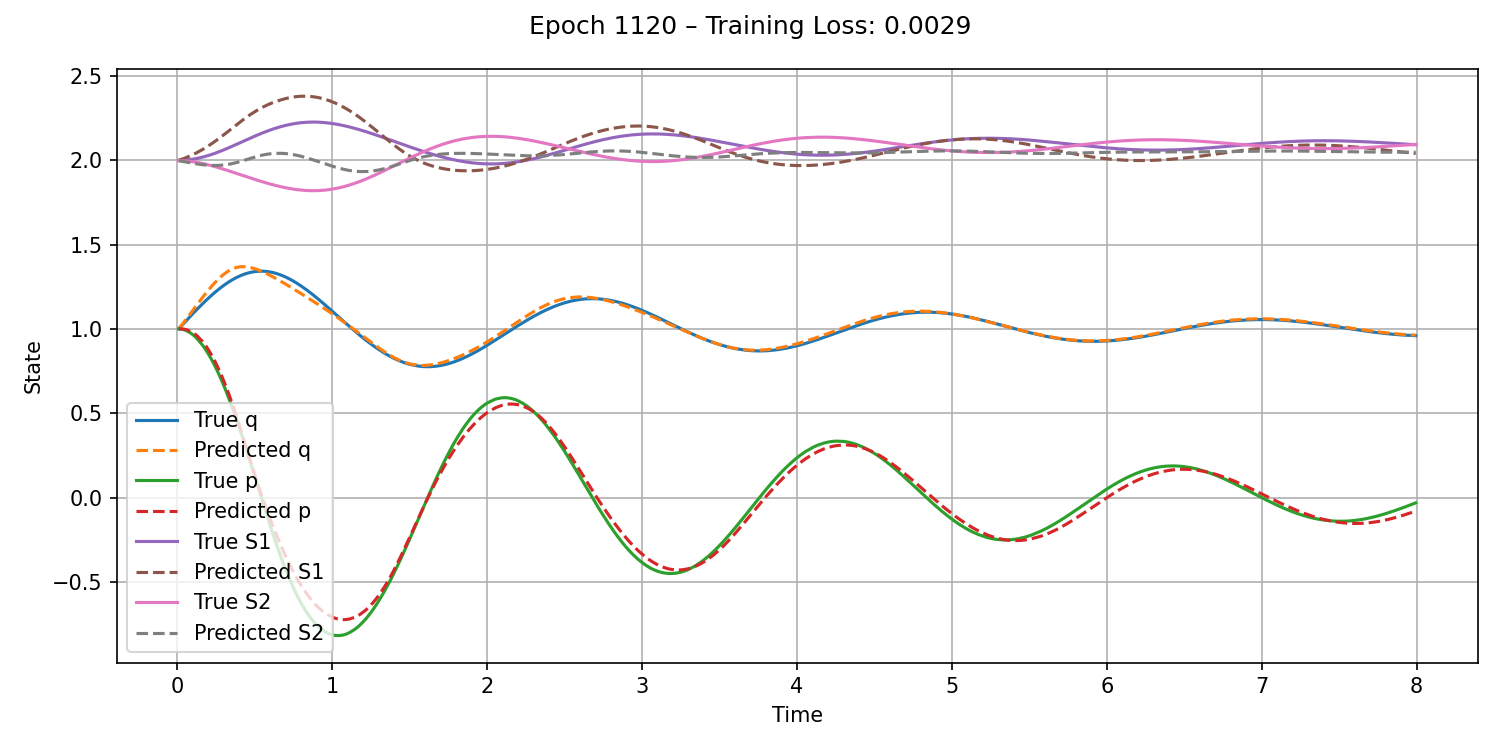 Epoch 1120 – Training Loss: 0.0029
2.5
2.0
1.5
1.0
0.5
0.0
−0.5
State
True q
Predicted q
True p
Predicted p
True S1
Predicted S1
True S2
Predicted S2
0 1 2 3 4 5 6 7 8
Time